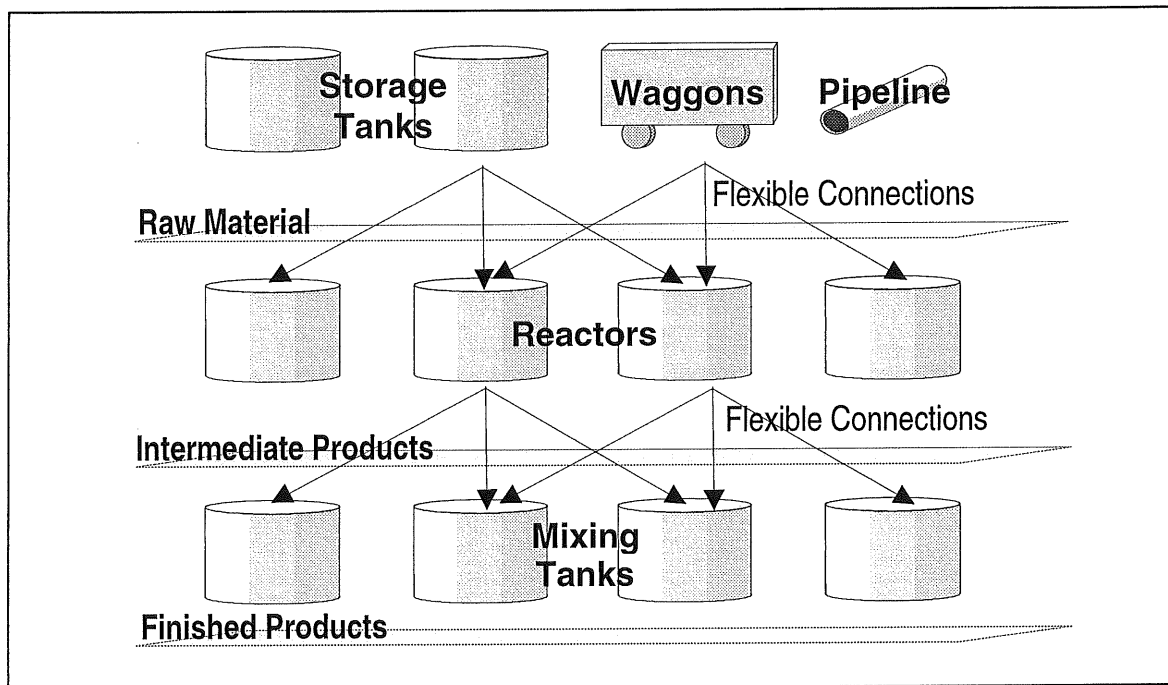 Storage
Tanks
Waggons
Pipeline
Flexible Connections
Raw Material
Reactors
Flexible Connections
Intermediate Products
Mixing
Tanks
Finished Products